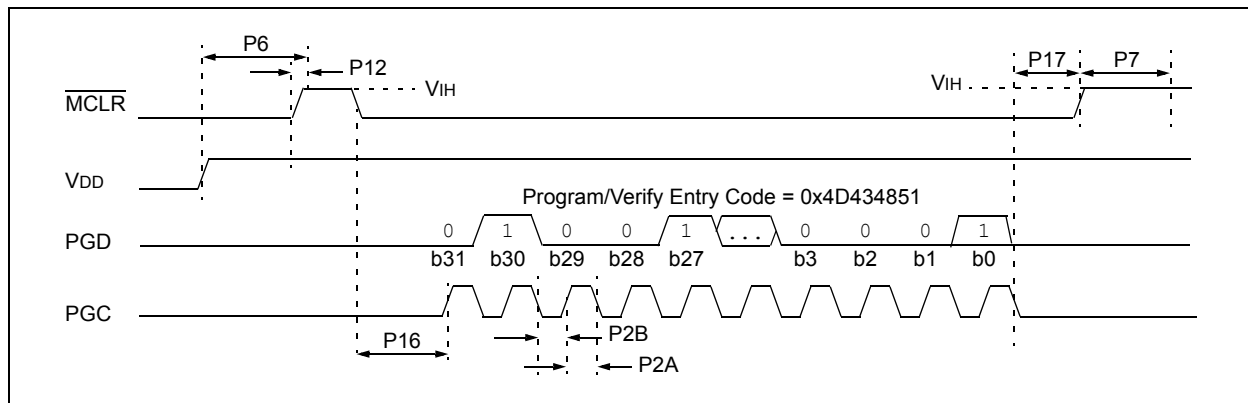 P6
P12
P17 P7
MCLR
VIH
VIH
VDD
Program/Verify Entry Code = 0x4D434851
PGD
0 1 0 0 1 ... 0 0 0 1
b31 b30 b29 b28 b27 b3 b2 b1 b0
PGC
P16
P2B
P2A